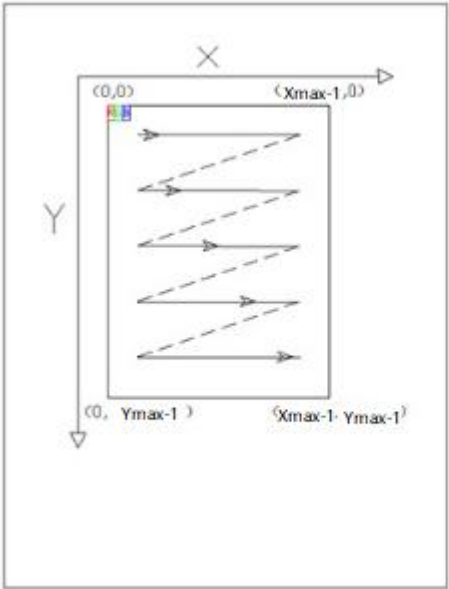 X
(0,0) (Xmax-1,0)
Y
(0, Ymax-1 ) (Xmax-1· Ymax-1)